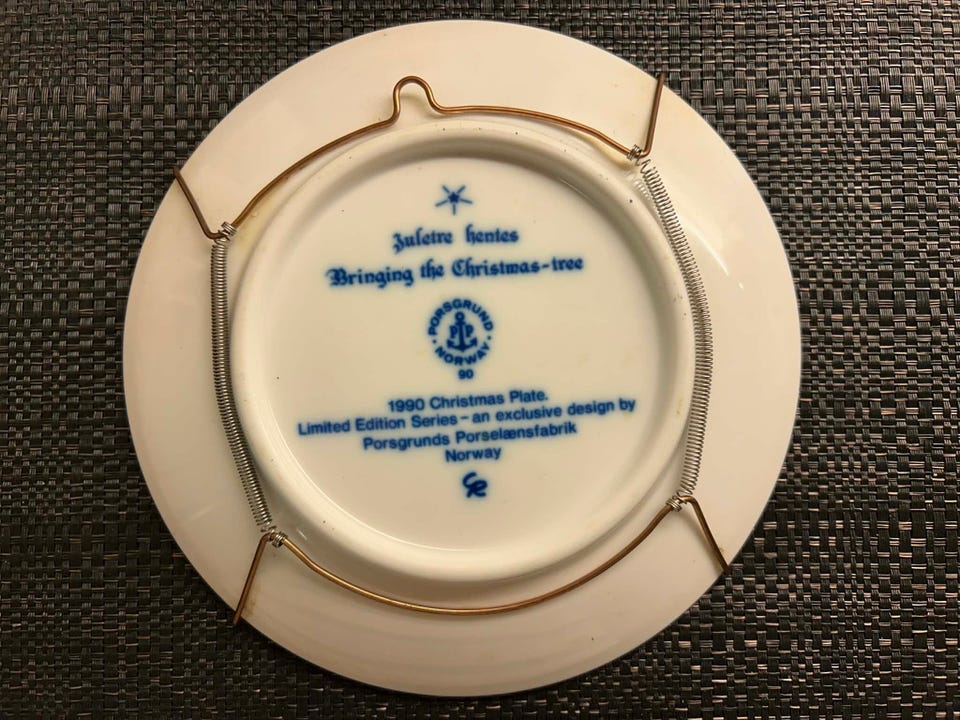 Juletre hentes
Bringing the Christmas-tree
PORSGRUND
PP
NORWAY
90
1990 Christmas Plate.
Limited Edition Series – an exclusive design by
Porsgrunds Porselænsfabrik
Norway